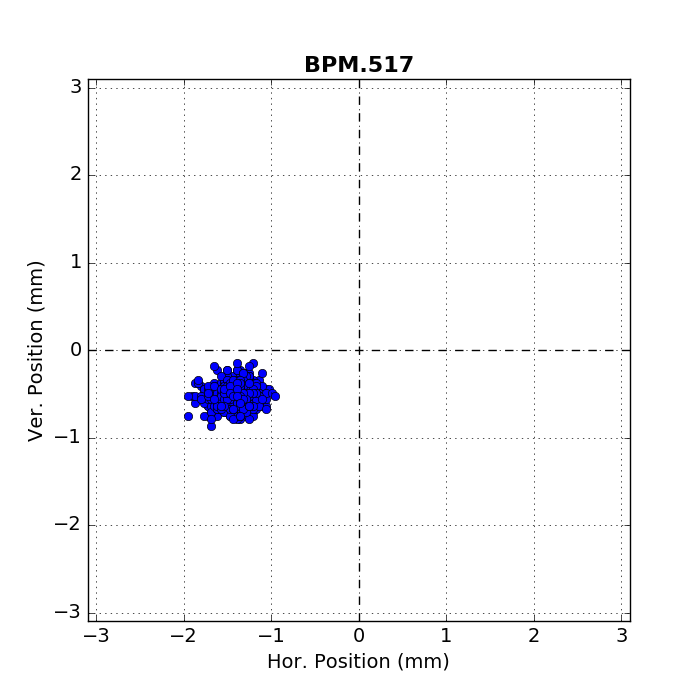 BPM.517
3
2
1
0
−1
−2
−3
Ver. Position (mm)
−3 −2 −1 0 1 2 3
Hor. Position (mm)